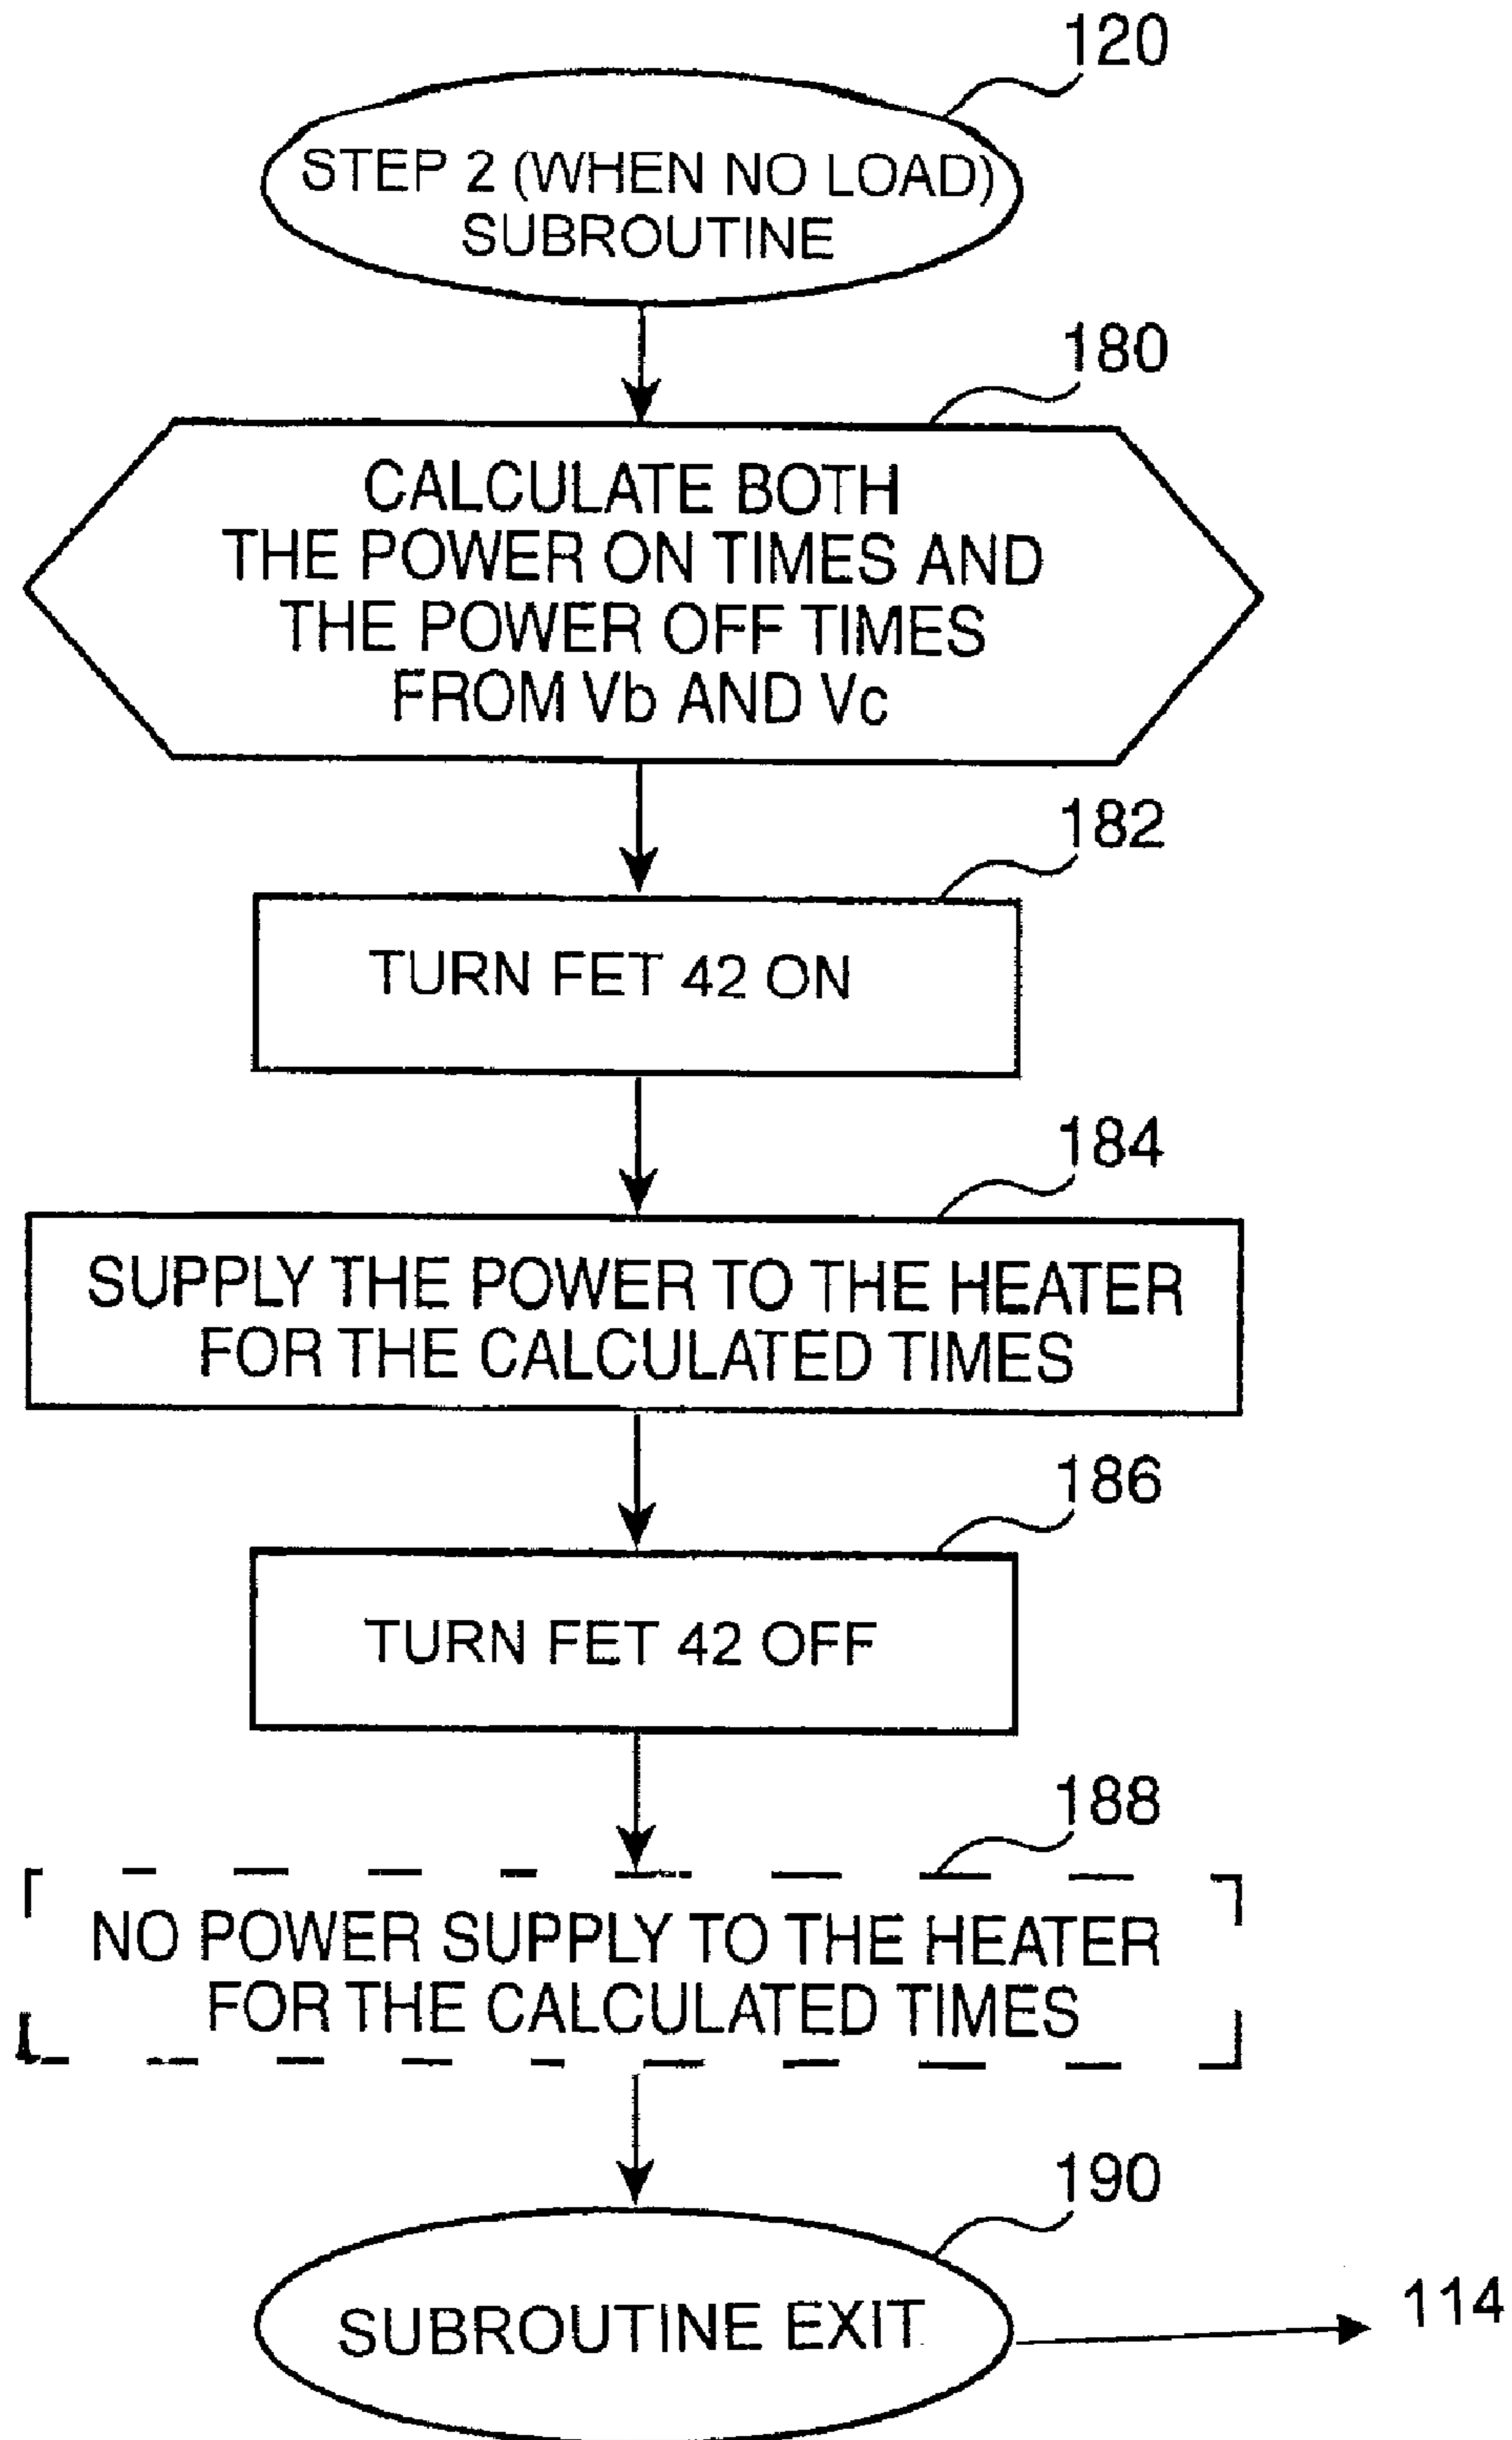 120
STEP 2 (WHEN NO LOAD)
SUBROUTINE
180
CALCULATE BOTH
THE POWER ON TIMES AND
THE POWER OFF TIMES
FROM Vb AND Vc
182
TURN FET 42 ON
184
SUPPLY THE POWER TO THE HEATER
FOR THE CALCULATED TIMES
186
TURN FET 42 OFF
188
NO POWER SUPPLY TO THE HEATER
FOR THE CALCULATED TIMES
190
SUBROUTINE EXIT
114